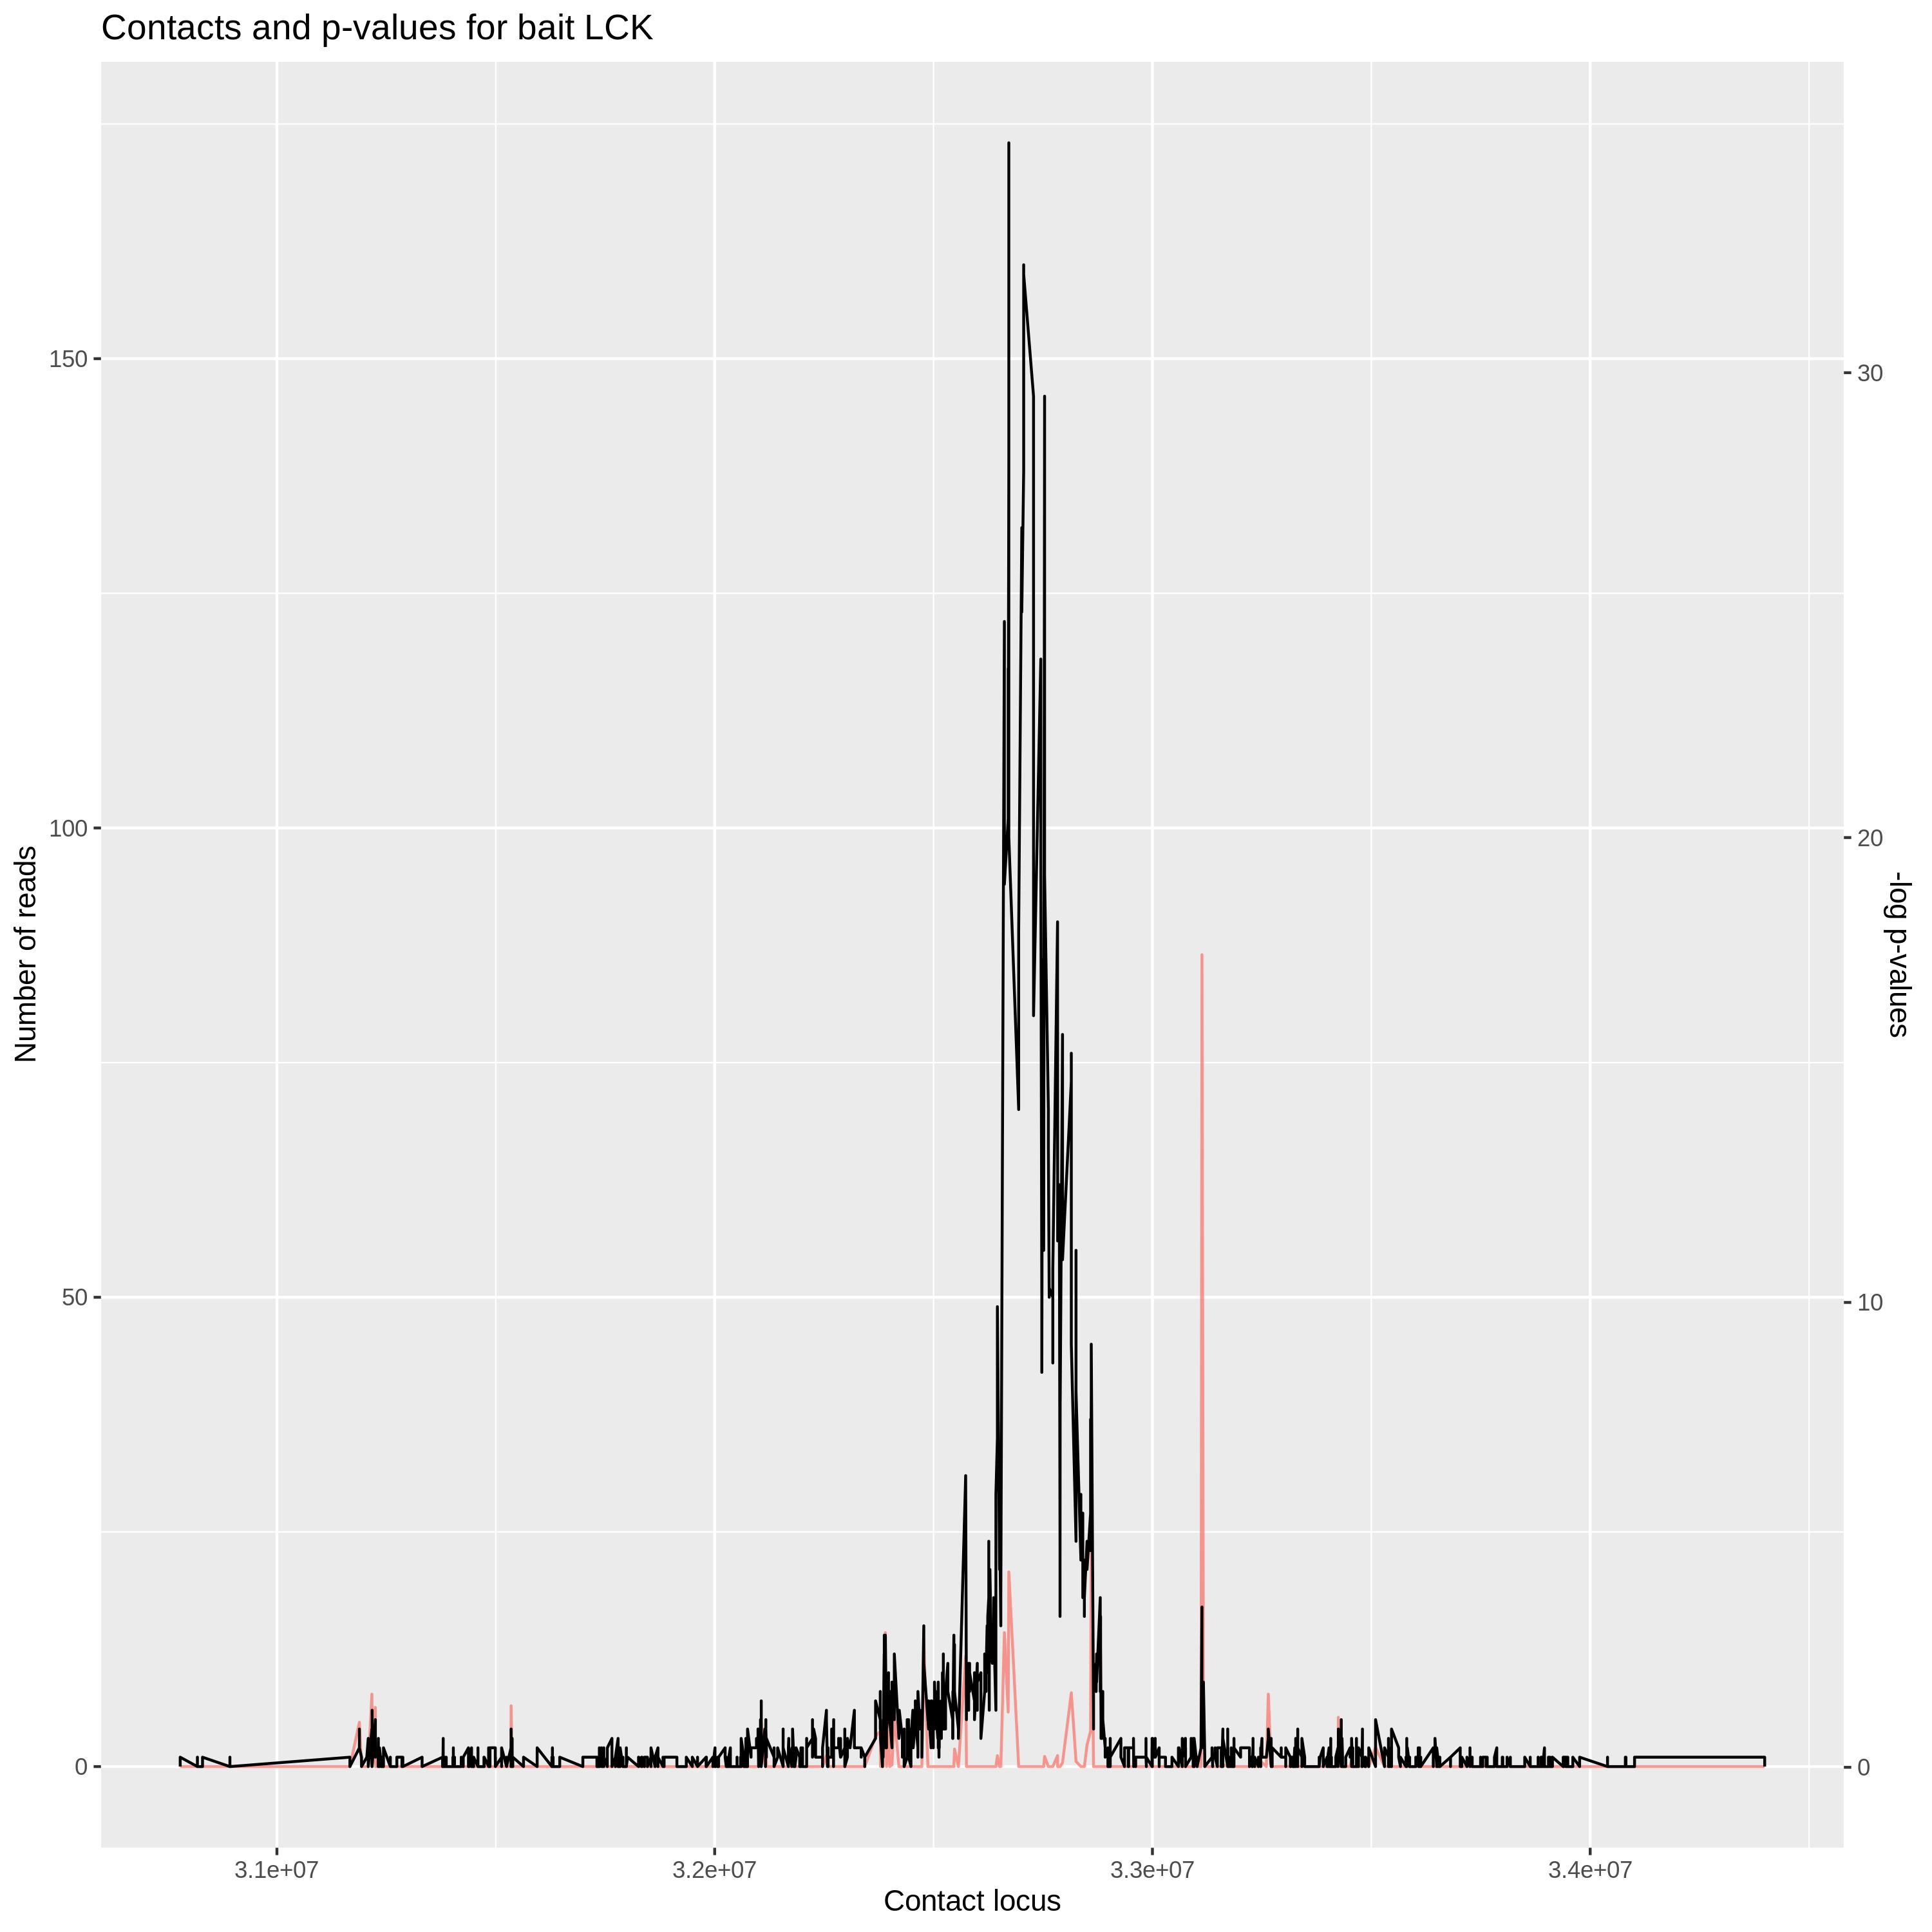 Contacts and p-values for bait LCK
150
100
50
0
30
20
10
0
Number of reads
-log p-values
3.1e+07 3.2e+07 3.3e+07 3.4e+07
Contact locus